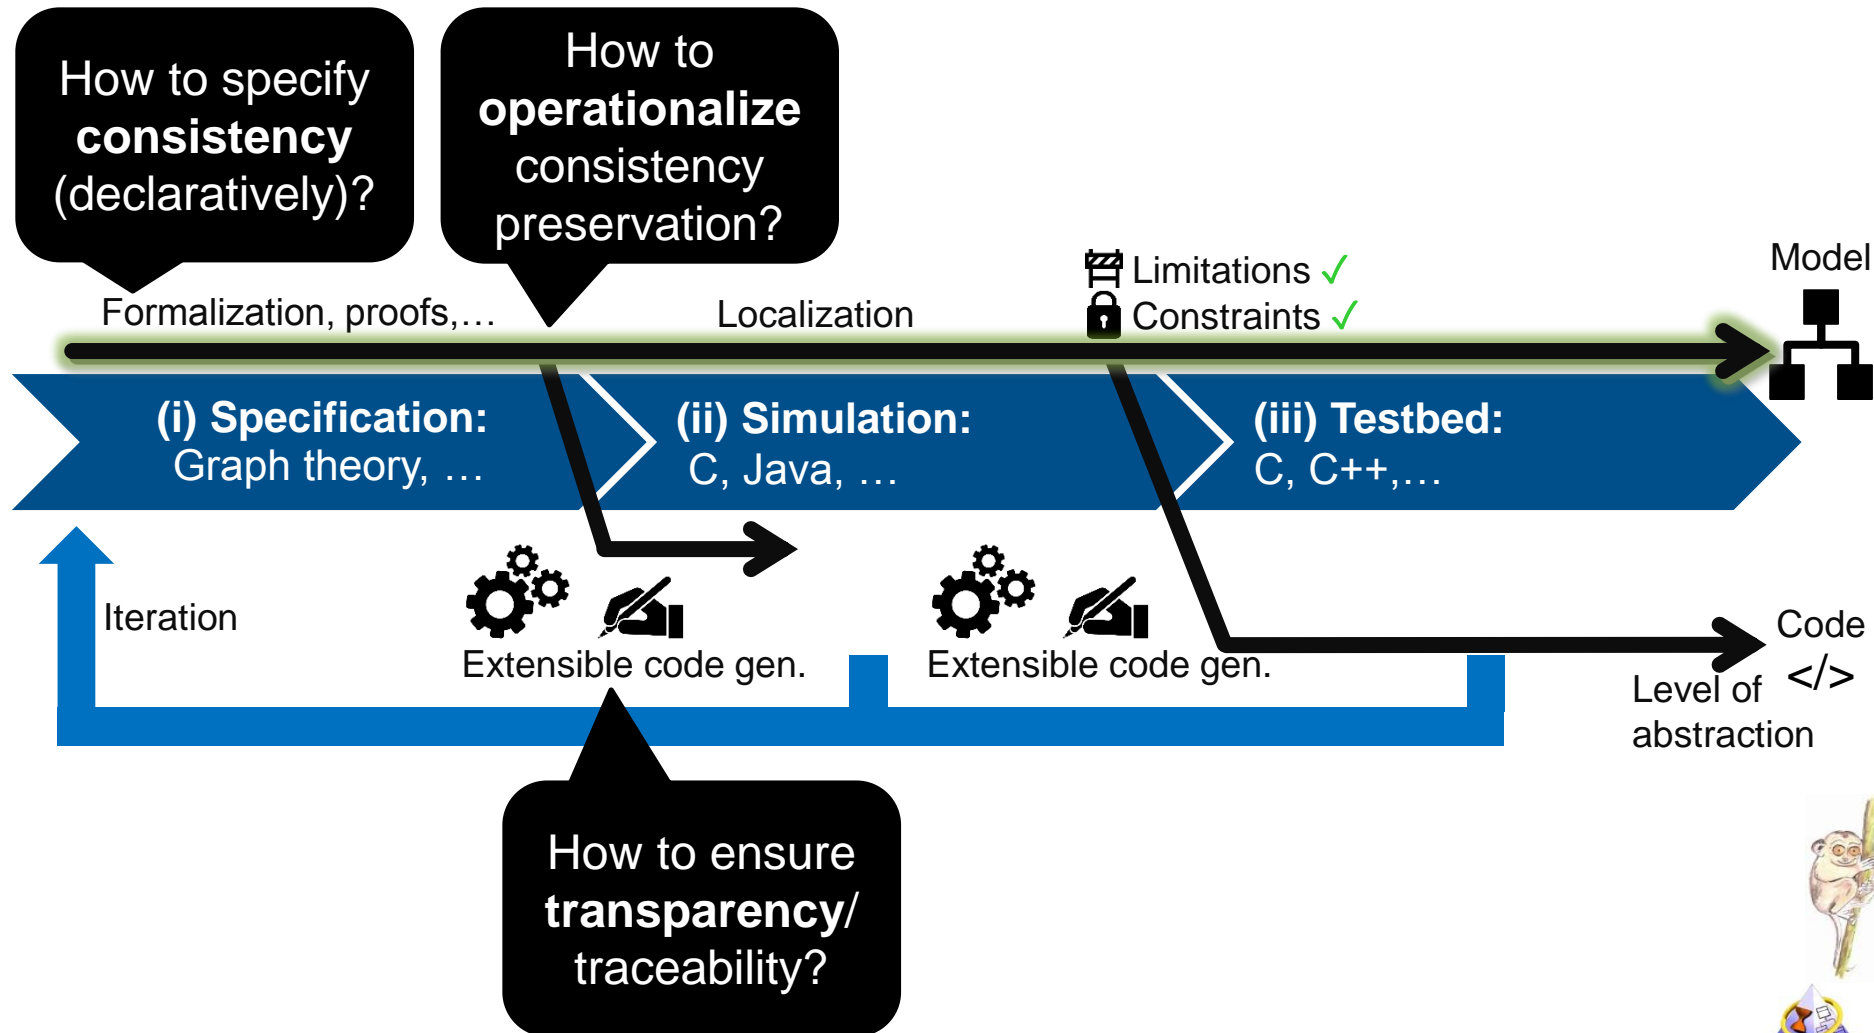 How to specify
consistency
(declaratively)?
How to
operationalize
consistency
preservation?
Limitations ✓
Constraints ✓
Model
Formalization, proofs,…
Localization
(i) Specification:
Graph theory, …
(ii) Simulation:
C, Java, …
(iii) Testbed:
C, C++,…
Iteration
Extensible code gen.
Extensible code gen.
Code
</>
Level of
abstraction
How to ensure
transparency/
traceability?